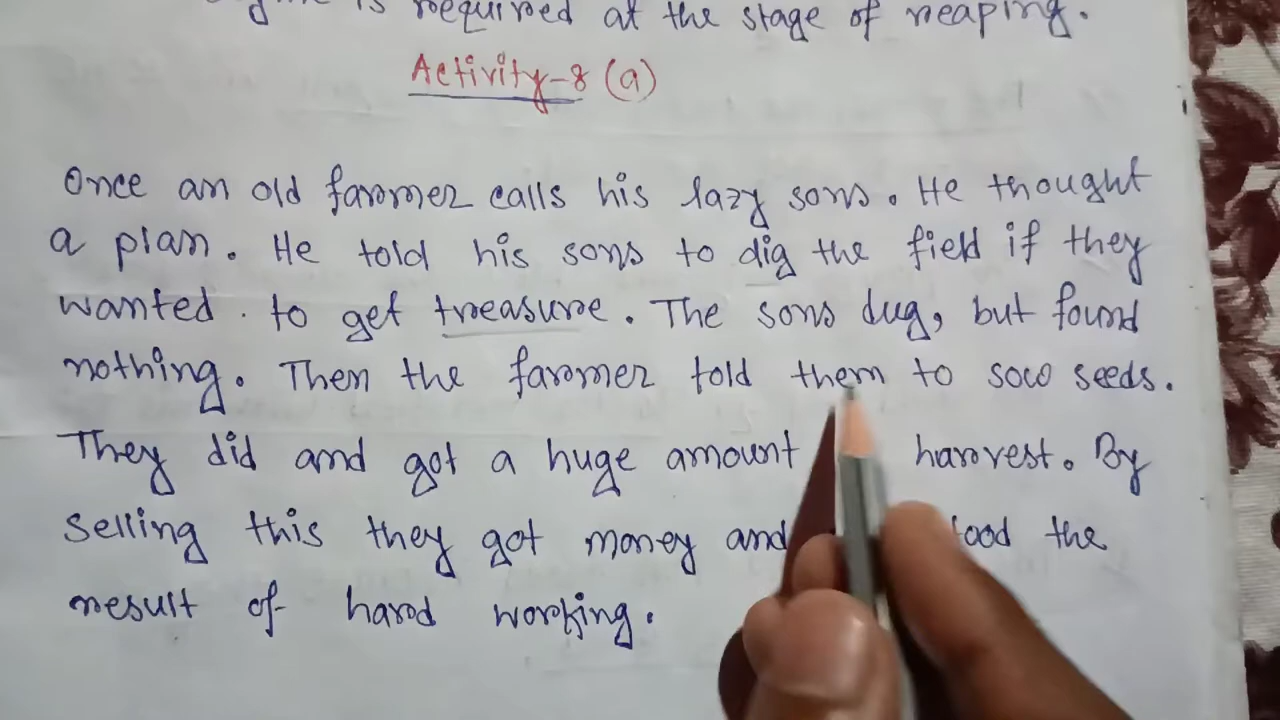 is required at the stage of reaping.
Activity-8 (a)
Once an old farmer calls his lazy sons. He thought
a plan. He told his sons to dig the field if they
wanted to get treasure. The sons dug, but found
nothing. Then the farmer told them to sow seeds.
They did and got a huge amount harvest. By
selling this they got money and the
result of hard working.